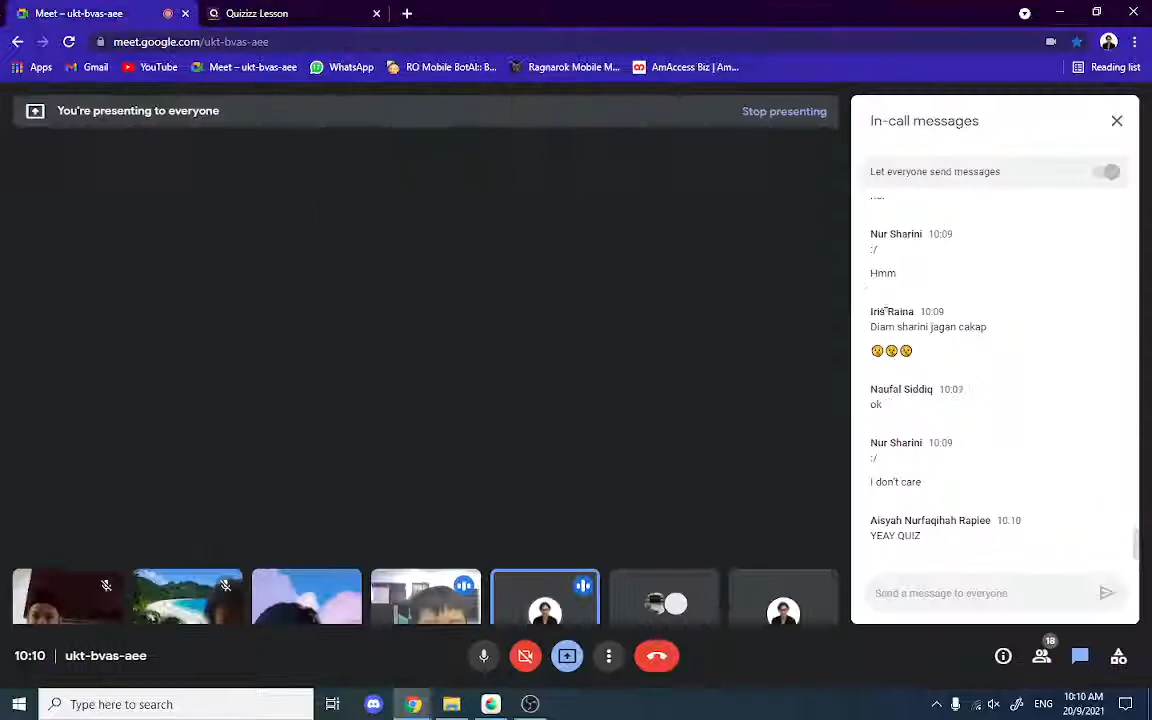 Meet – ukt-bvas-aee
Quizizz Lesson
meet.google.com/ukt-bvas-aee
Apps
Gmail
YouTube
Meet – ukt-bvas-aee
WhatsApp
RO Mobile BotAI:: B...
Ragnarok Mobile M...
AmAccess Biz | Am...
Reading list
You're presenting to everyone
Stop presenting
In-call messages
Let everyone send messages
Nur Sharini 10:09
:/
Hmm
Iris Raina 10:09
Diam sharini jagan cakap
😗😗😗
Naufal Siddiq 10:09
ok
Nur Sharini 10:09
:/
I don't care
Aisyah Nurfaqihah Rapiee 10:10
YEAY QUIZ
Send a message to everyone
10:10 | ukt-bvas-aee
18
Type here to search
ENG
10:10 AM
20/9/2021